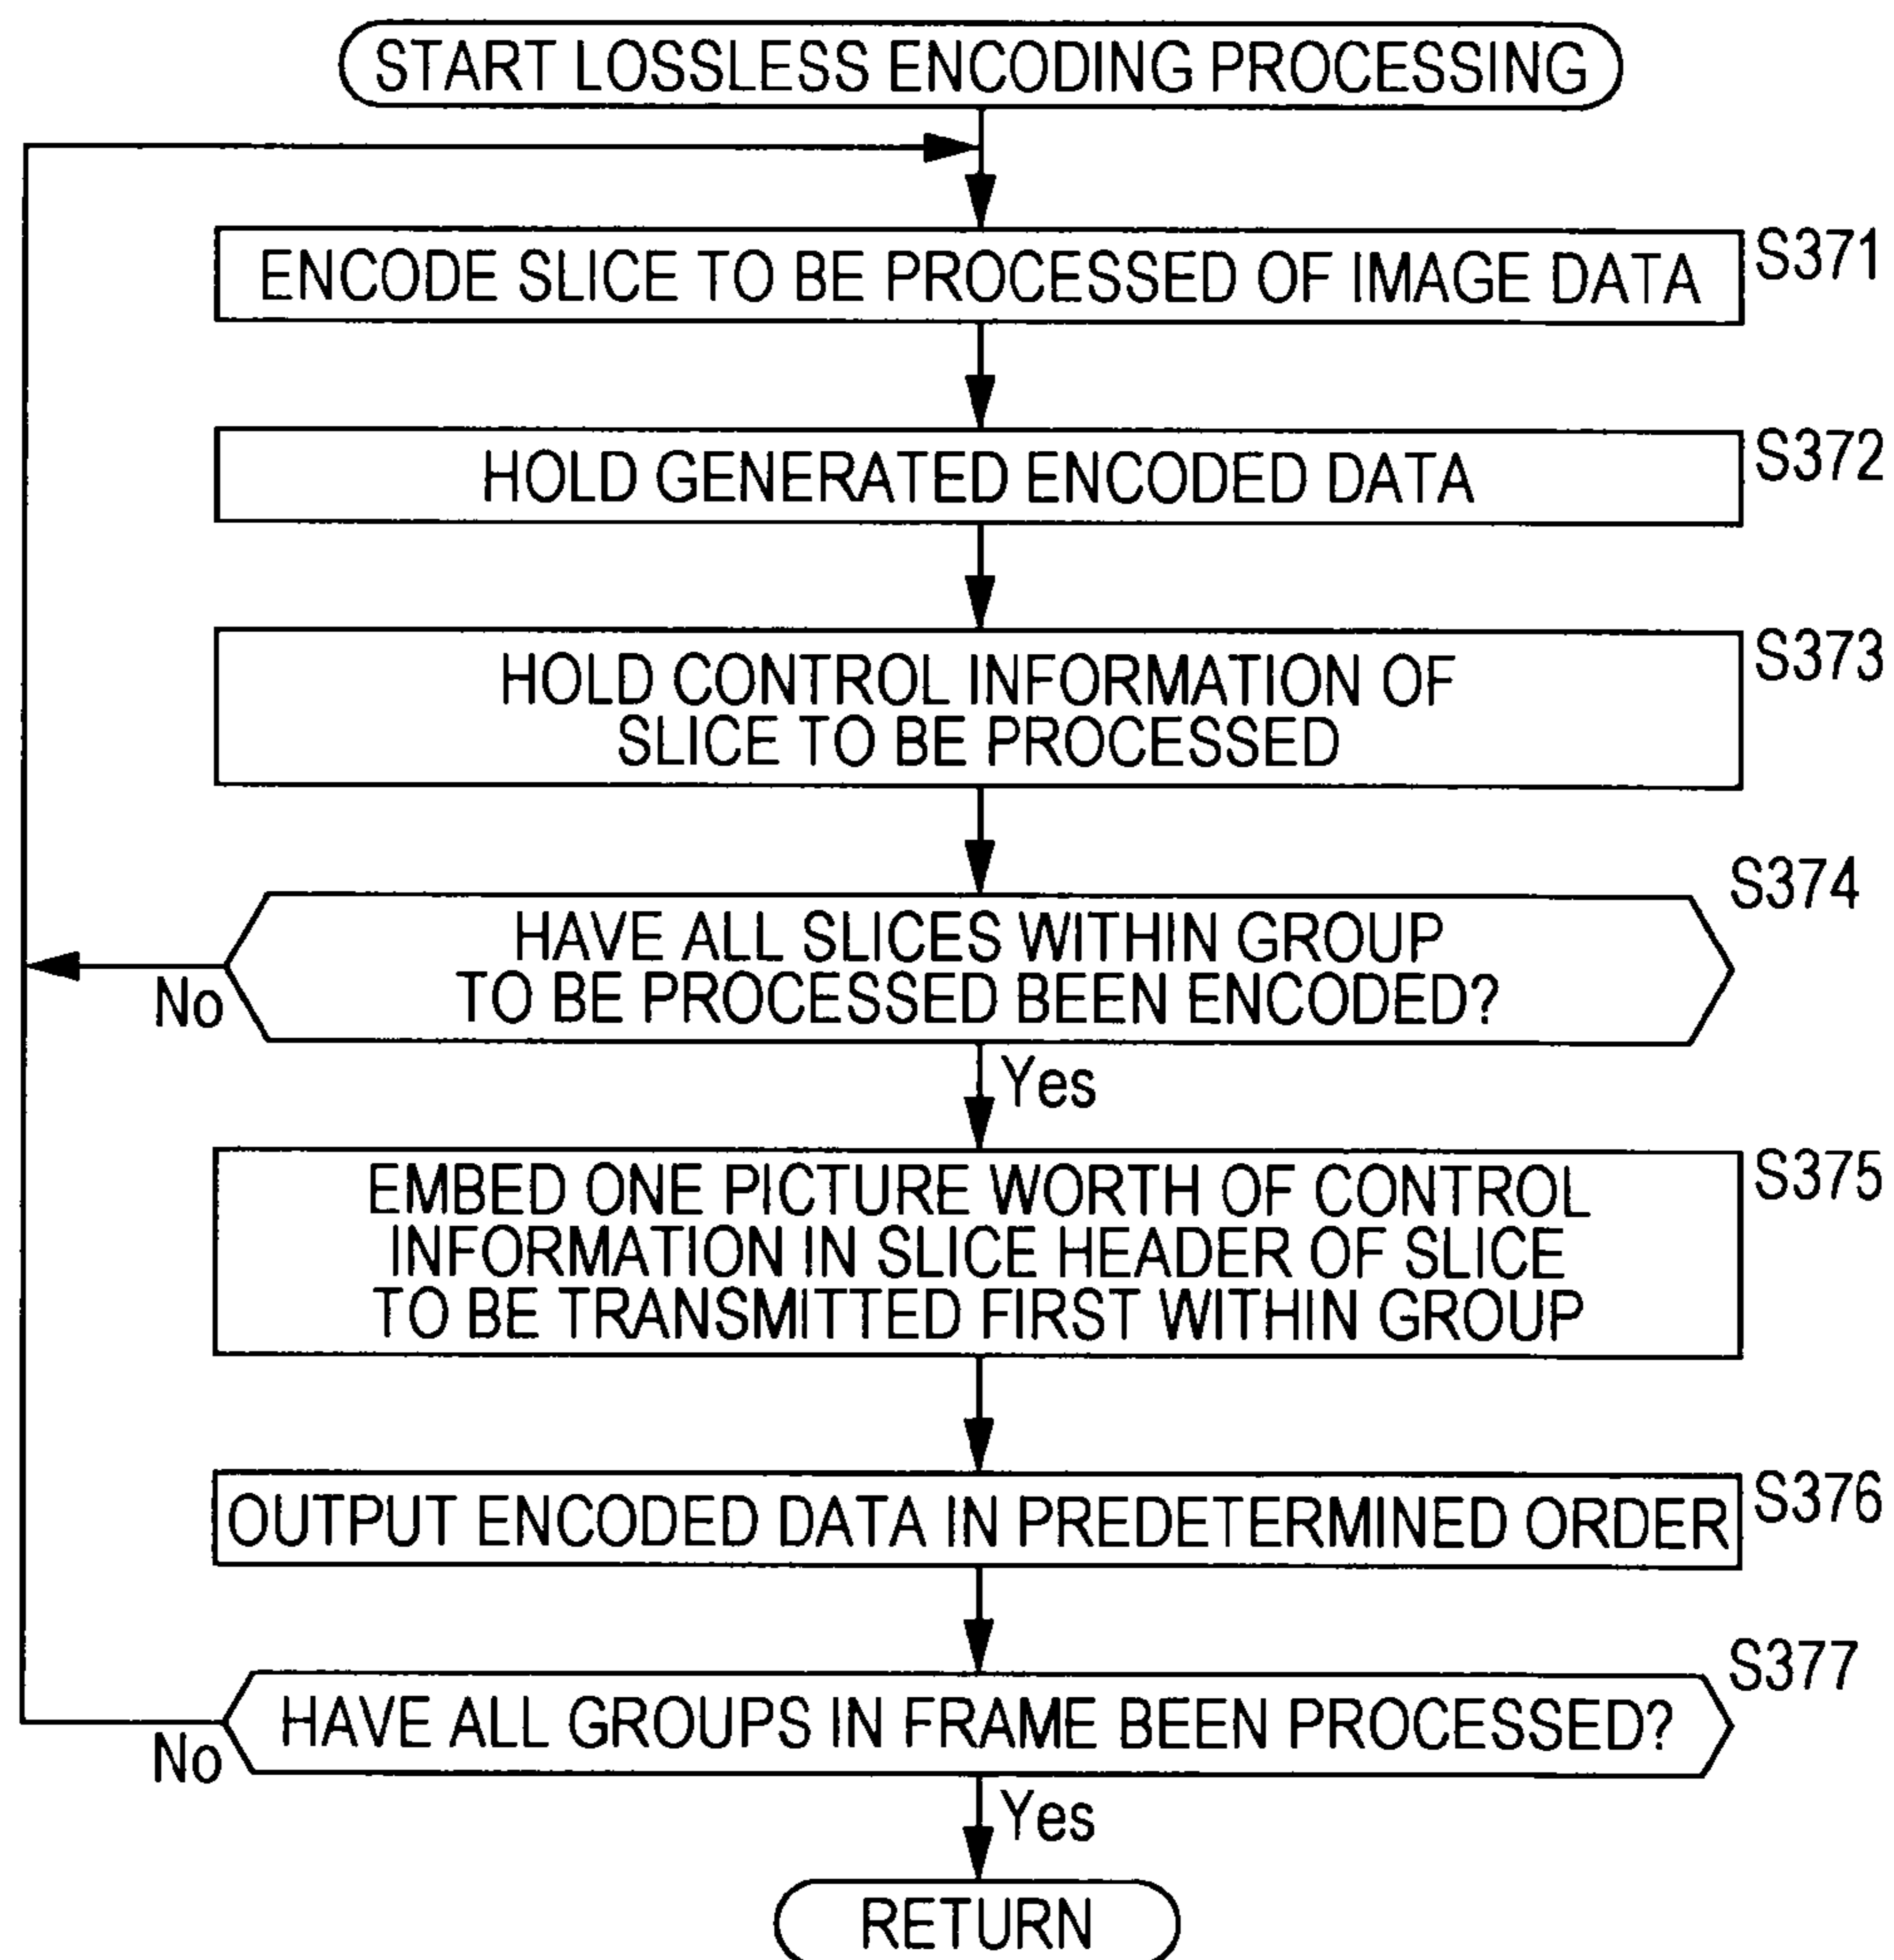 START LOSSLESS ENCODING PROCESSING
ENCODE SLICE TO BE PROCESSED OF IMAGE DATA
S371
HOLD GENERATED ENCODED DATA
S372
HOLD CONTROL INFORMATION OF
SLICE TO BE PROCESSED
S373
HAVE ALL SLICES WITHIN GROUP
TO BE PROCESSED BEEN ENCODED?
S374
No
Yes
EMBED ONE PICTURE WORTH OF CONTROL
INFORMATION IN SLICE HEADER OF SLICE
TO BE TRANSMITTED FIRST WITHIN GROUP
S375
OUTPUT ENCODED DATA IN PREDETERMINED ORDER
S376
HAVE ALL GROUPS IN FRAME BEEN PROCESSED?
S377
No
Yes
RETURN